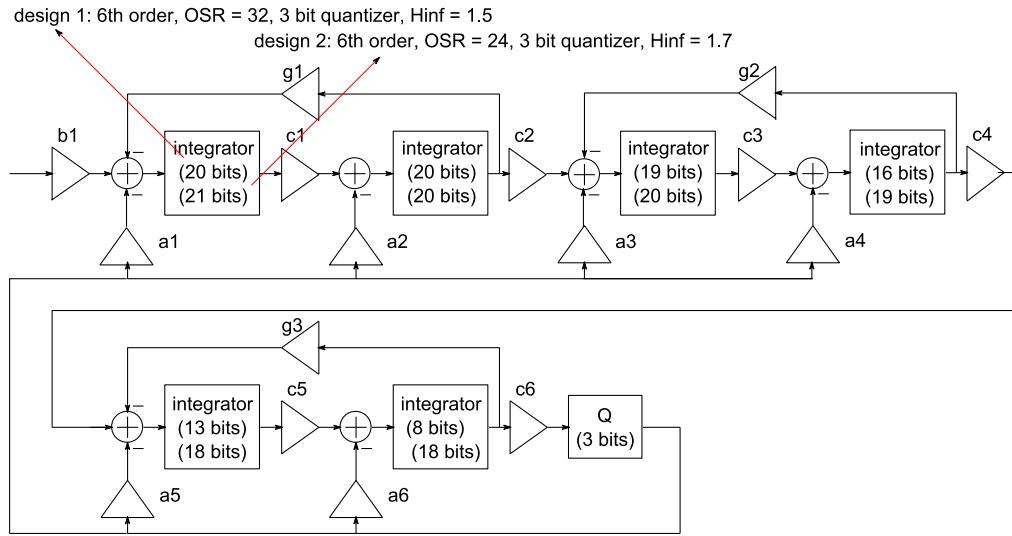 design 1: 6th order, OSR = 32, 3 bit quantizer, Hinf = 1.5
design 2: 6th order, OSR = 24, 3 bit quantizer, Hinf = 1.7
g1
g2
b1
integrator
(20 bits)
(21 bits)
c1
integrator
(20 bits)
(20 bits)
c2
integrator
(19 bits)
(20 bits)
c3
integrator
(16 bits)
(19 bits)
c4
a1
a2
a3
a4
g3
integrator
(13 bits)
(18 bits)
c5
integrator
(8 bits)
(18 bits)
c6
Q
(3 bits)
a5
a6